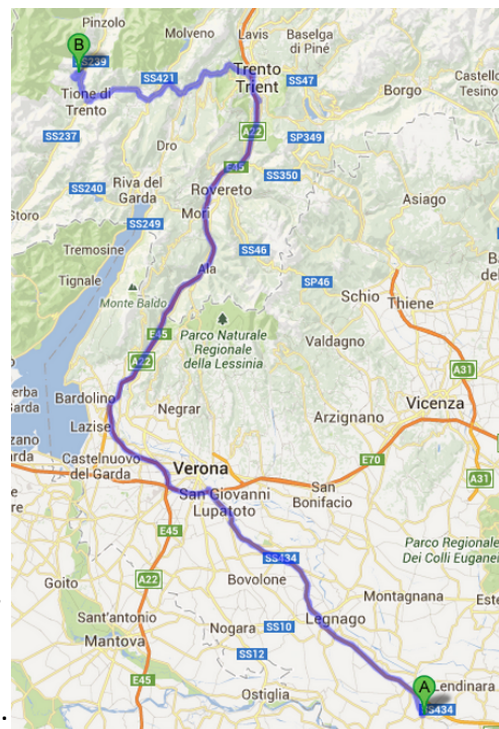 Pinzolo
Molveno
Lavis
Baselga
di Piné
B
SS239
SS421
Trento
Trient
SS47
Tione di
Trento
Borgo
Castello
Tesino
SS237
Dro
A22
SP349
E45
SS350
SS240
Riva del
Garda
Rovereto
Storo
Mori
Asiago
SS249
Tremosine
SS46
Ala
Tignale
SP46
Monte Baldo
Schio
Thiene
E45
Parco Naturale
Regionale
della Lessinia
Valdagno
A22
A31
Bardolino
Negrar
Vicenza
Arzignano
Lazise
Castelnuovo
del Garda
Verona
E70
A31
San Giovanni
Lupatoto
San
Bonifacio
E45
Parco Regionale
Dei Colli Euganei
SS434
Goito
A22
Bovolone
Montagnana
Este
Sant'antonio
Legnago
Mantova
Nogara
SS10
SS12
E45
Ostiglia
A
Lendinara
SS434